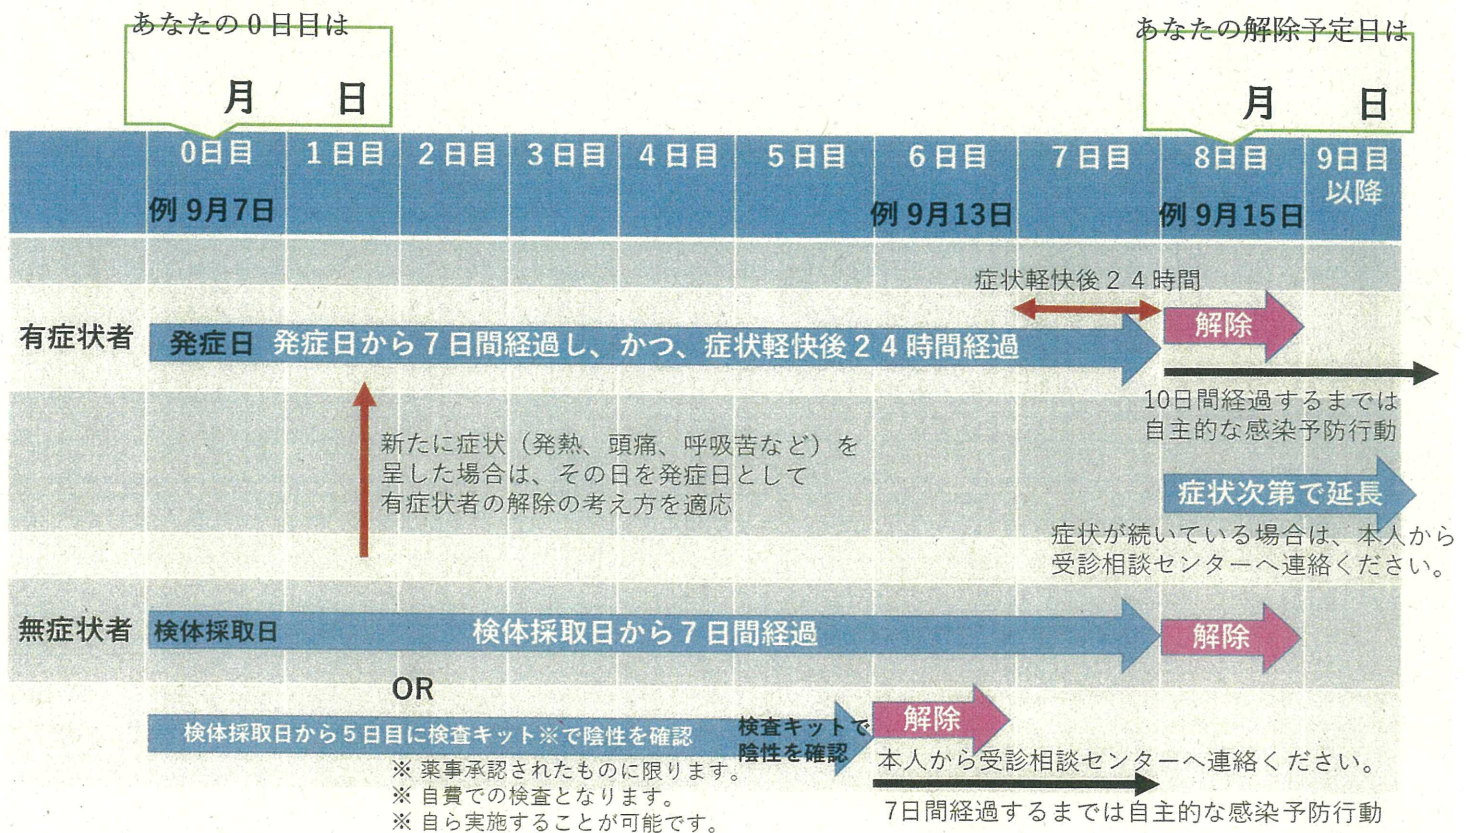 あなたの0日目は
月 日
あなたの解除予定日は
月 日
0日目 1日目 2日目 3日目 4日目 5日目 6日目 7日目 8日目 9日目
以降
例 9月7日 例 9月13日 例 9月15日
症状軽快後24時間
有症状者
発症日 発症日から7日間経過し、かつ、症状軽快後24時間経過
解除
10日間経過するまでは
自主的な感染予防行動
新たに症状（発熱、頭痛、呼吸苦など）を
呈した場合は、その日を発症日として
有症状者の解除の考え方を適応
症状次第で延長
症状が続いている場合は、本人から
受診相談センターへ連絡ください。
無症状者
検体採取日 検体採取日から7日間経過
解除
OR
検体採取日から5日目に検査キット※で陰性を確認
検査キットで
陰性を確認
解除
本人から受診相談センターへ連絡ください。
7日間経過するまでは自主的な感染予防行動
※ 薬事承認されたものに限ります。
※ 自費での検査となります。
※ 自ら実施することが可能です。